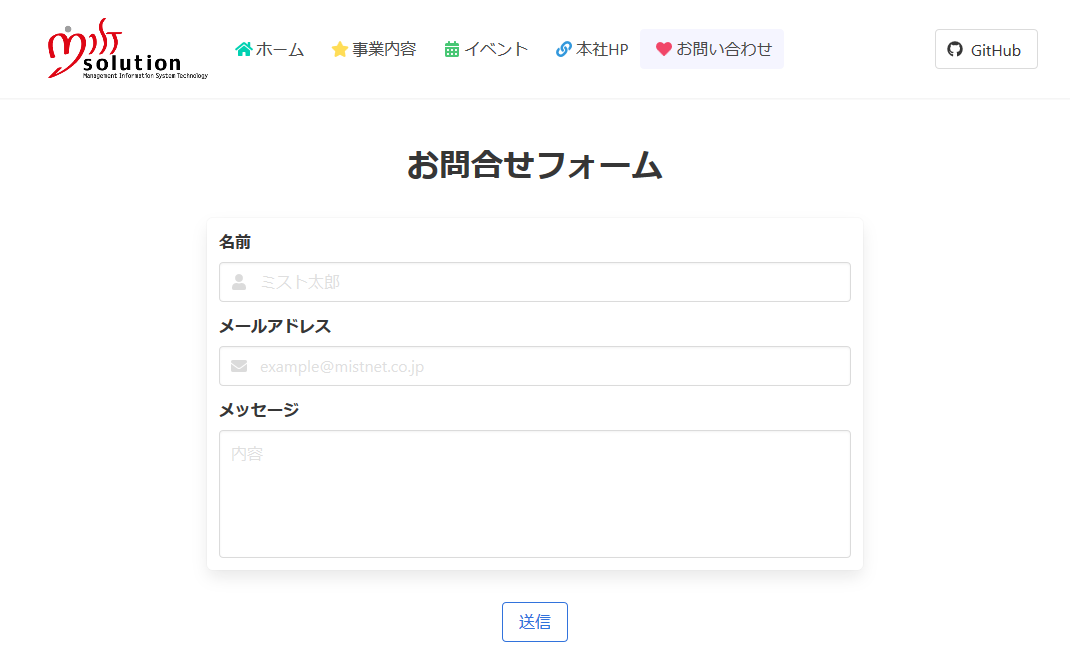 mist
solution
Management Information System Technology
ホーム 事業内容 イベント 本社HP お問い合わせ GitHub
お問合せフォーム
名前
ミスト太郎
メールアドレス
example@mistnet.co.jp
メッセージ
内容
送信